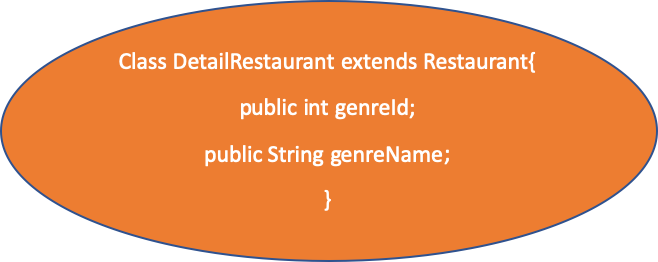 Class DetailRestaurant extends Restaurant{
public int genreId;
public String genreName;
}